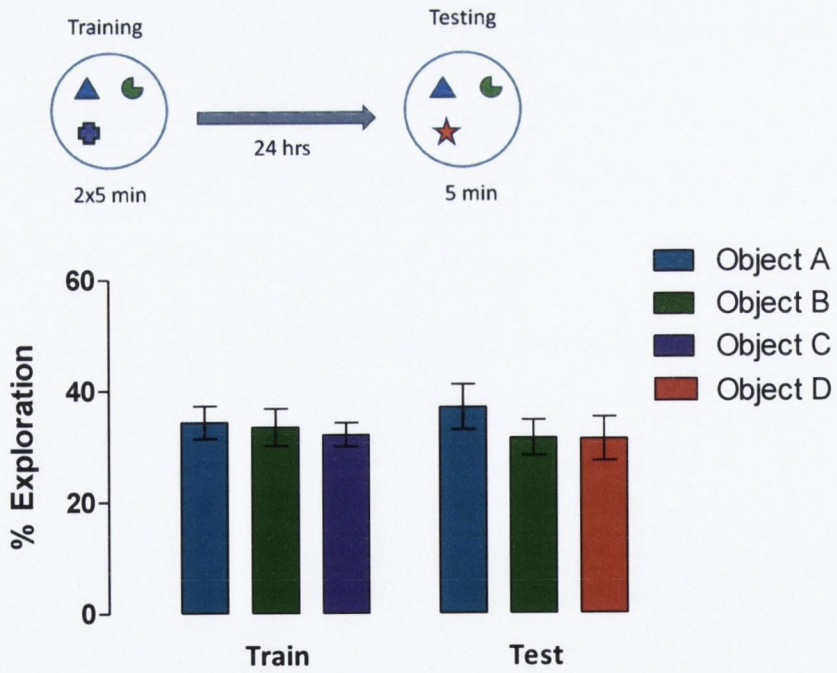 Training
Testing
24 hrs
2x5 min
5 min
Object A
Object B
Object C
Object D
% Exploration
60
40
20
0
Train
Test